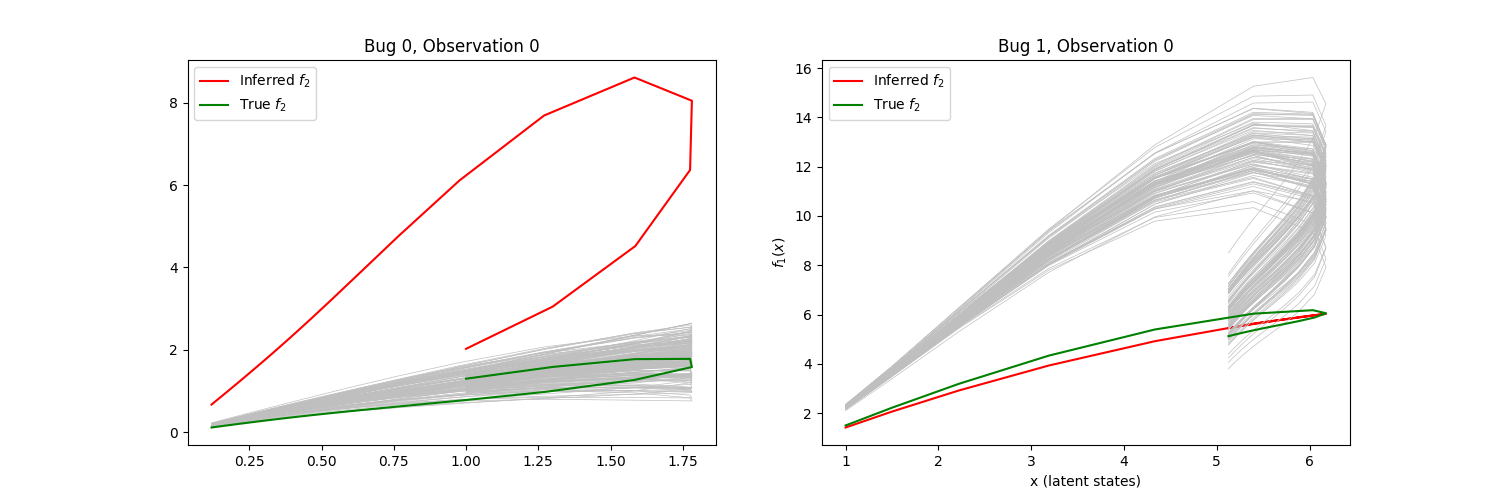 Bug 0, Observation 0
Inferred f₂
True f₂
8
6
4
2
0
0.25 0.50 0.75 1.00 1.25 1.50 1.75
Bug 1, Observation 0
Inferred f₂
True f₂
16
14
12
10
8
6
4
2
f₁(x)
1 2 3 4 5 6
x (latent states)